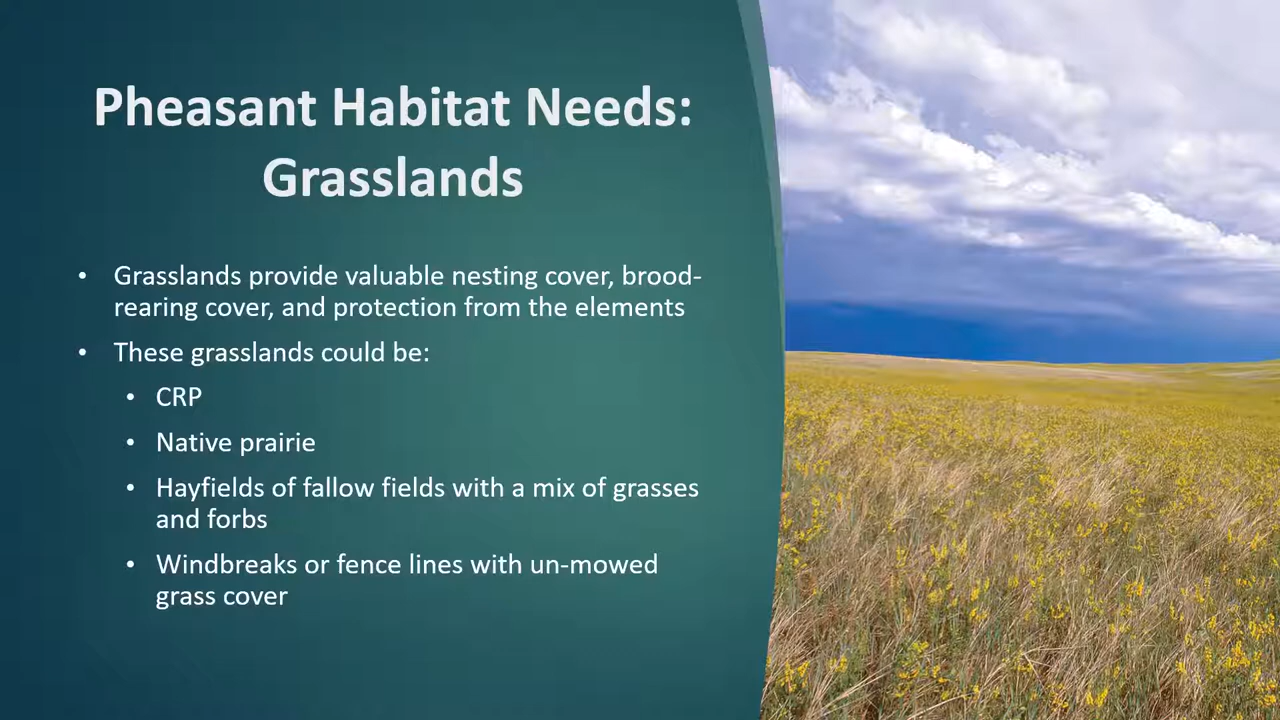 Pheasant Habitat Needs:
Grasslands
• Grasslands provide valuable nesting cover, brood-
rearing cover, and protection from the elements
• These grasslands could be:
• CRP
• Native prairie
• Hayfields of fallow fields with a mix of grasses
and forbs
• Windbreaks or fence lines with un-mowed
grass cover